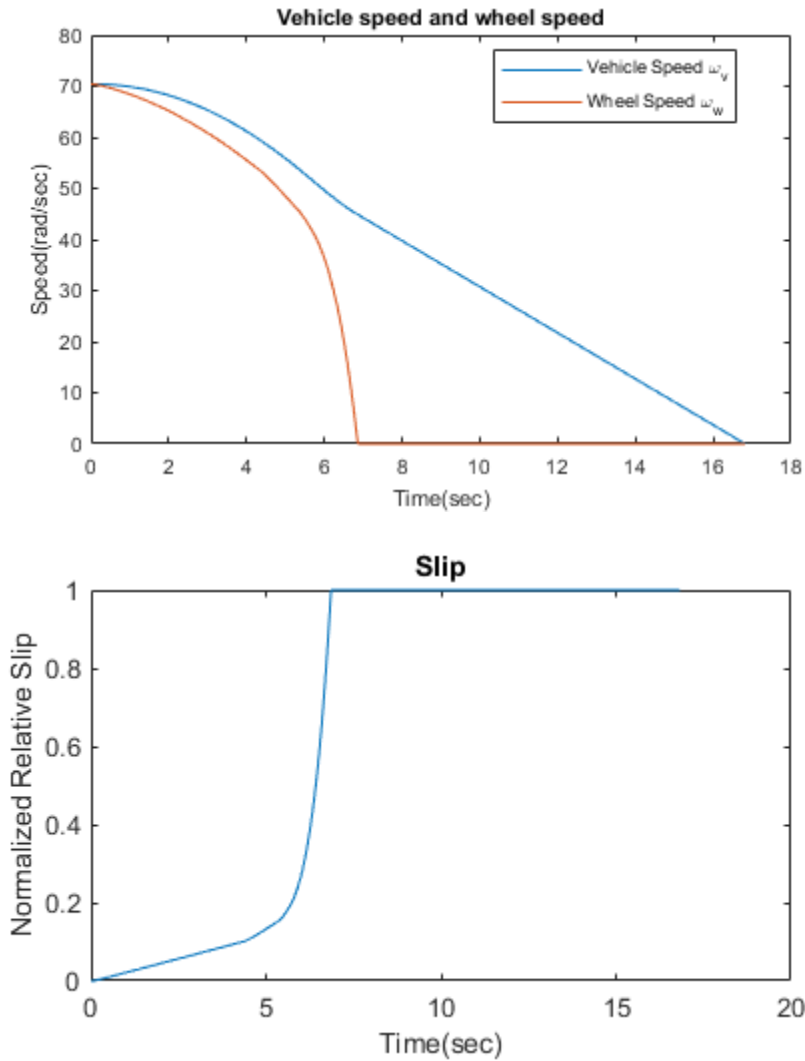 Vehicle speed and wheel speed
80
70
60
50
40
30
20
10
0
Speed(rad/sec)
Vehicle Speed ω_v
Wheel Speed ω_w
0 2 4 6 8 10 12 14 16 18
Time(sec)
Slip
1
0.8
0.6
0.4
0.2
0
Normalized Relative Slip
0 5 10 15 20
Time(sec)